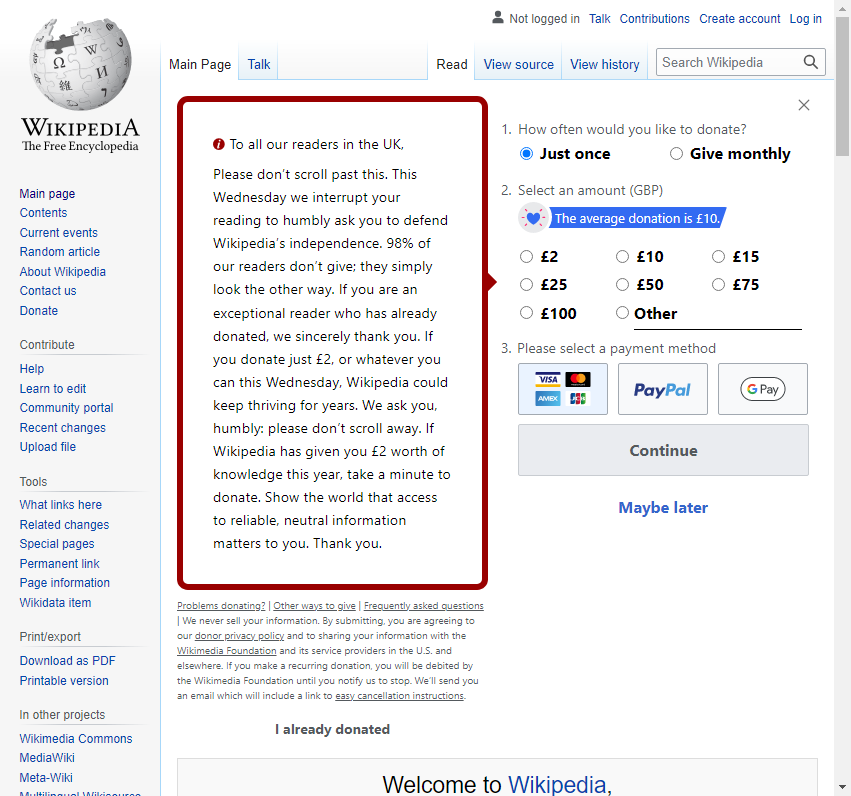 Not logged in Talk Contributions Create account Log in
Main Page Talk Read View source View history Search Wikipedia
WIKIPEDIA
The Free Encyclopedia
Main page
Contents
Current events
Random article
About Wikipedia
Contact us
Donate
Contribute
Help
Learn to edit
Community portal
Recent changes
Upload file
Tools
What links here
Related changes
Special pages
Permanent link
Page information
Wikidata item
Print/export
Download as PDF
Printable version
In other projects
Wikimedia Commons
MediaWiki
Meta-Wiki
Multilingual Wikisource
To all our readers in the UK,
Please don't scroll past this. This
Wednesday we interrupt your
reading to humbly ask you to defend
Wikipedia's independence. 98% of
our readers don't give; they simply
look the other way. If you are an
exceptional reader who has already
donated, we sincerely thank you. If
you donate just £2, or whatever you
can this Wednesday, Wikipedia could
keep thriving for years. We ask you,
humbly: please don't scroll away. If
Wikipedia has given you £2 worth of
knowledge this year, take a minute to
donate. Show the world that access
to reliable, neutral information
matters to you. Thank you.
Problems donating? | Other ways to give | Frequently asked questions
| We never sell your information. By submitting, you are agreeing to
our donor privacy policy and to sharing your information with the
Wikimedia Foundation and its service providers in the U.S. and
elsewhere. If you make a recurring donation, you will be debited by
the Wikimedia Foundation until you notify us to stop. We'll send you
an email which will include a link to easy cancellation instructions.
I already donated
1. How often would you like to donate?
Just once Give monthly
2. Select an amount (GBP)
The average donation is £10.
£2 £10 £15
£25 £50 £75
£100 Other
3. Please select a payment method
VISA AMEX JCB PayPal G Pay
Continue
Maybe later
Welcome to Wikipedia,